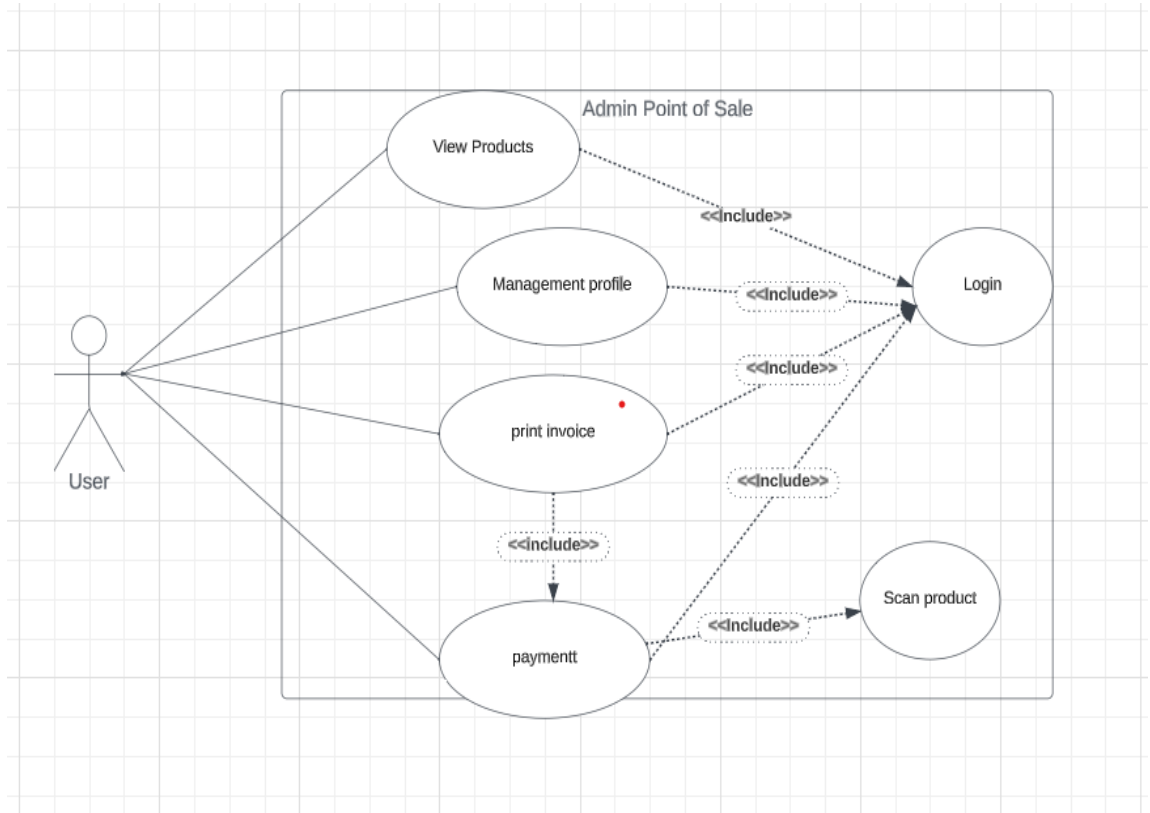 Admin Point of Sale
View Products
<<Include>>
Management profile
<<Include>>
Login
<<Include>>
print invoice
User
<<Include>>
<<include>>
Scan product
<<Include>>
paymentt